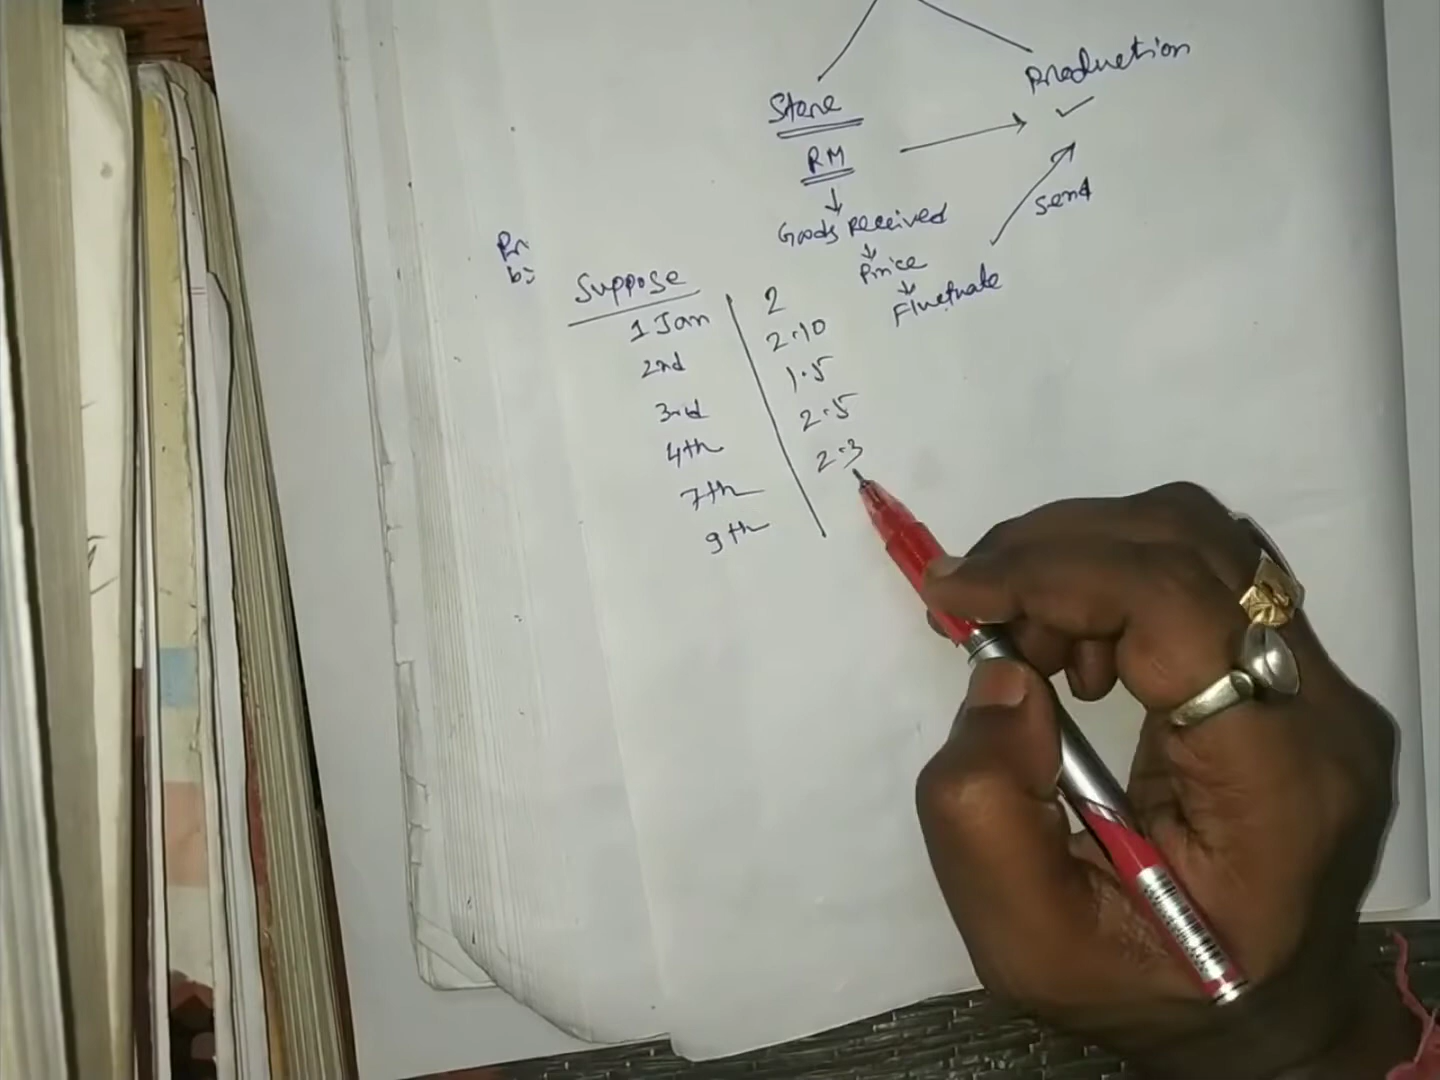 Production
Store
RM
Send
Goods Received
Price
Fluctuate
Suppose
1 Jan 2
2nd 2.10
3rd 1.5
4th 2.5
7th 2.3
9th